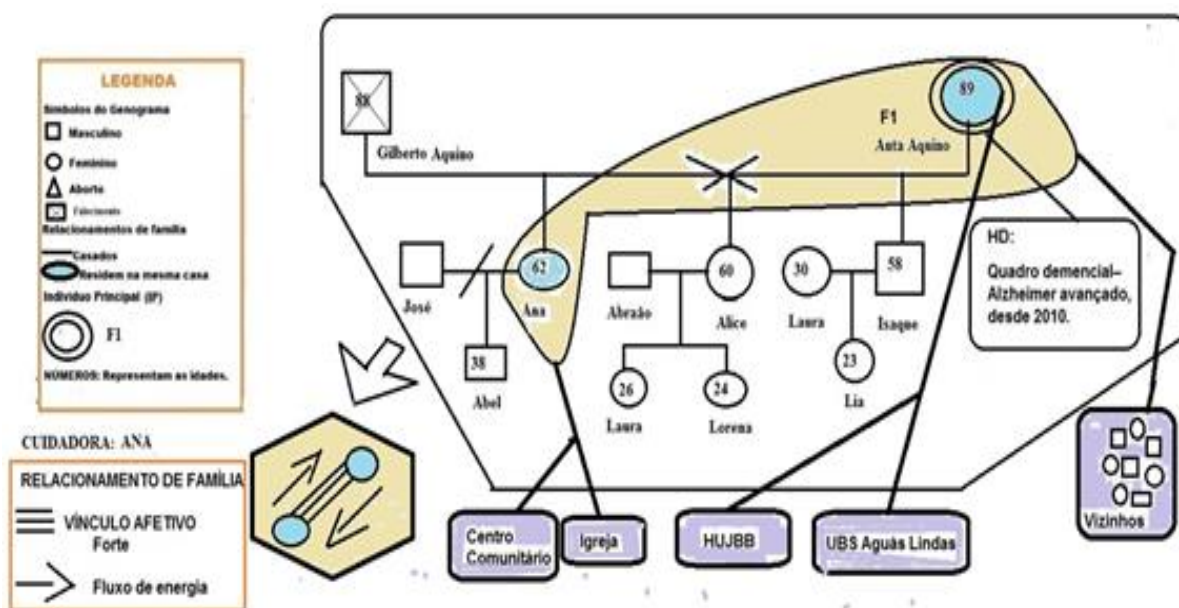 LEGENDA
Símbolos do Genograma
Masculino
Feminino
Aborto
Falecimento
Relacionamentos de família
Casados
Residem na mesma casa
Indivíduo Principal (IP)
F1
NÚMEROS: Representam as idades.
CUIDADORA: ANA
RELACIONAMENTO DE FAMÍLIA
VÍNCULO AFETIVO
Forte
Fluxo de energia
88
Gilberto Aquino
89
F1
Anta Aquino
HD:
Quadro demencial–
Alzheimer avançado,
desde 2010.
José
62
Ana
Abraão
60
Alice
30
Laura
58
Isaque
38
Abel
26
Laura
24
Lorena
23
Lia
Centro
Comunitário
Igreja
HUJBB
UBS Aguás Lindas
Vizinhos